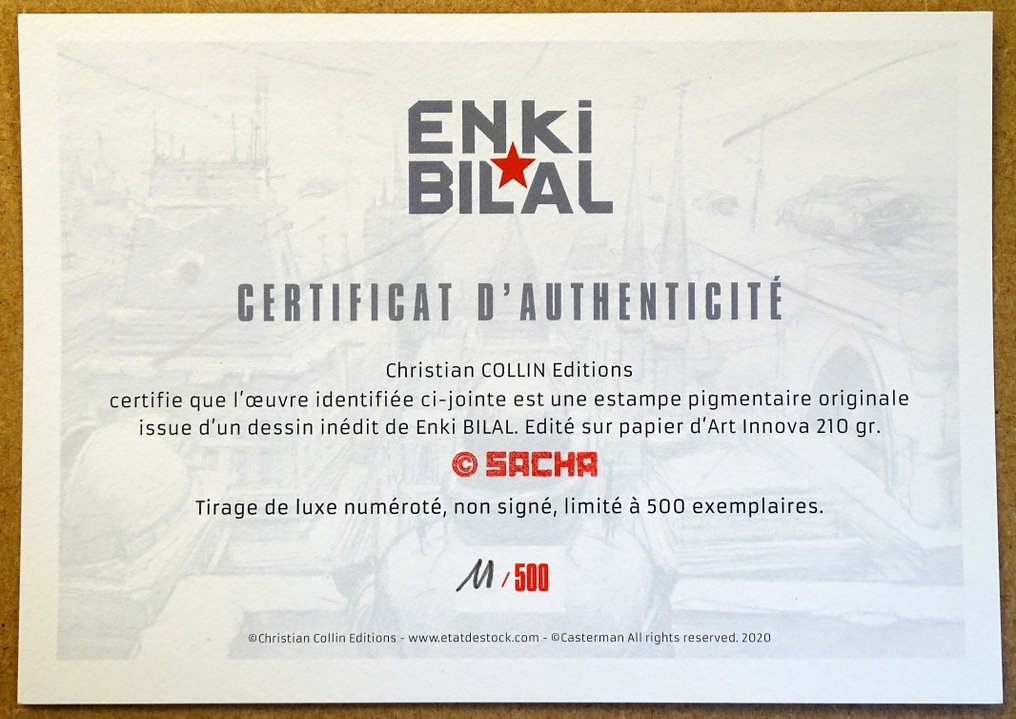 ENKi
BILAL
CERTIFICAT D'AUTHENTICITÉ
Christian COLLIN Editions
certifie que l'œuvre identifiée ci-jointe est une estampe pigmentaire originale
issue d'un dessin inédit de Enki BILAL. Edité sur papier d'Art Innova 210 gr.
© SACHA
Tirage de luxe numéroté, non signé, limité à 500 exemplaires.
11 / 500
©Christian Collin Editions - www.etatdestock.com - ©Casterman All rights reserved. 2020